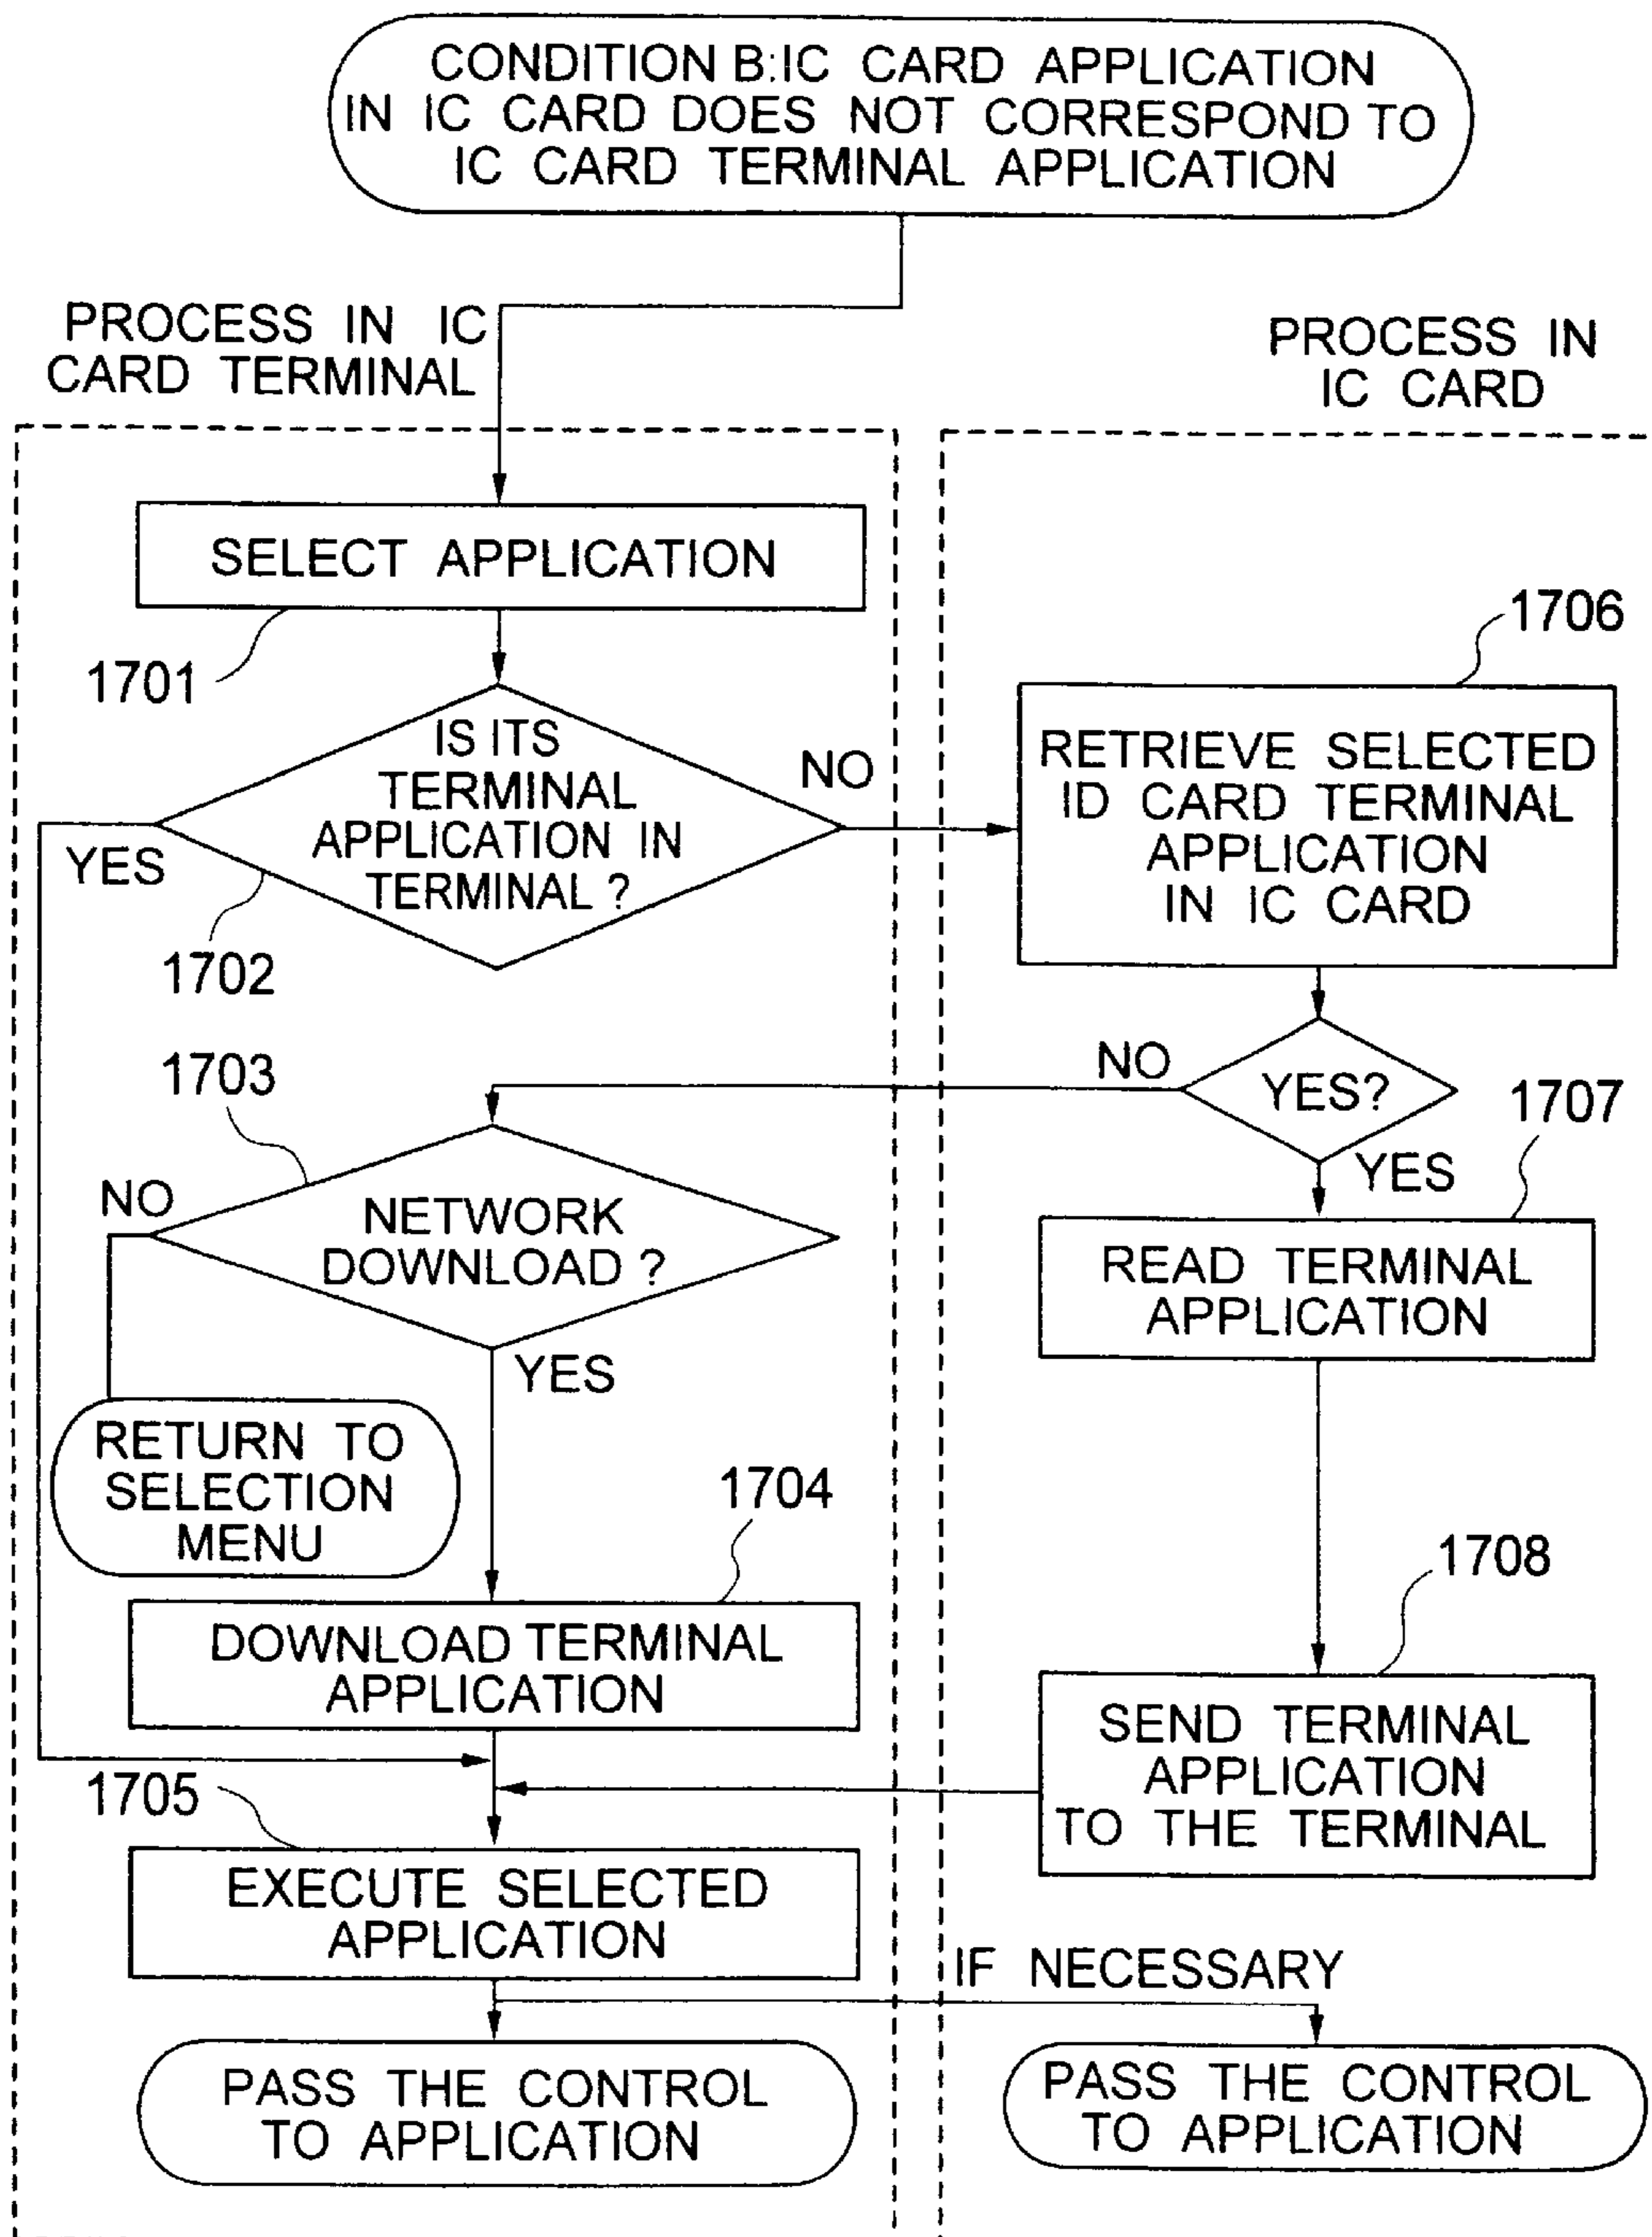 CONDITION B:IC CARD APPLICATION
IN IC CARD DOES NOT CORRESPOND TO
IC CARD TERMINAL APPLICATION
PROCESS IN IC
CARD TERMINAL
PROCESS IN
IC CARD
SELECT APPLICATION
1701
IS ITS
TERMINAL
APPLICATION IN
TERMINAL ?
NO
YES
1702
1706
RETRIEVE SELECTED
ID CARD TERMINAL
APPLICATION
IN IC CARD
NO
YES?
YES
1703
NO
NETWORK
DOWNLOAD ?
YES
1707
READ TERMINAL
APPLICATION
RETURN TO
SELECTION
MENU
1704
DOWNLOAD TERMINAL
APPLICATION
1708
SEND TERMINAL
APPLICATION
TO THE TERMINAL
1705
EXECUTE SELECTED
APPLICATION
IF NECESSARY
PASS THE CONTROL
TO APPLICATION
PASS THE CONTROL
TO APPLICATION